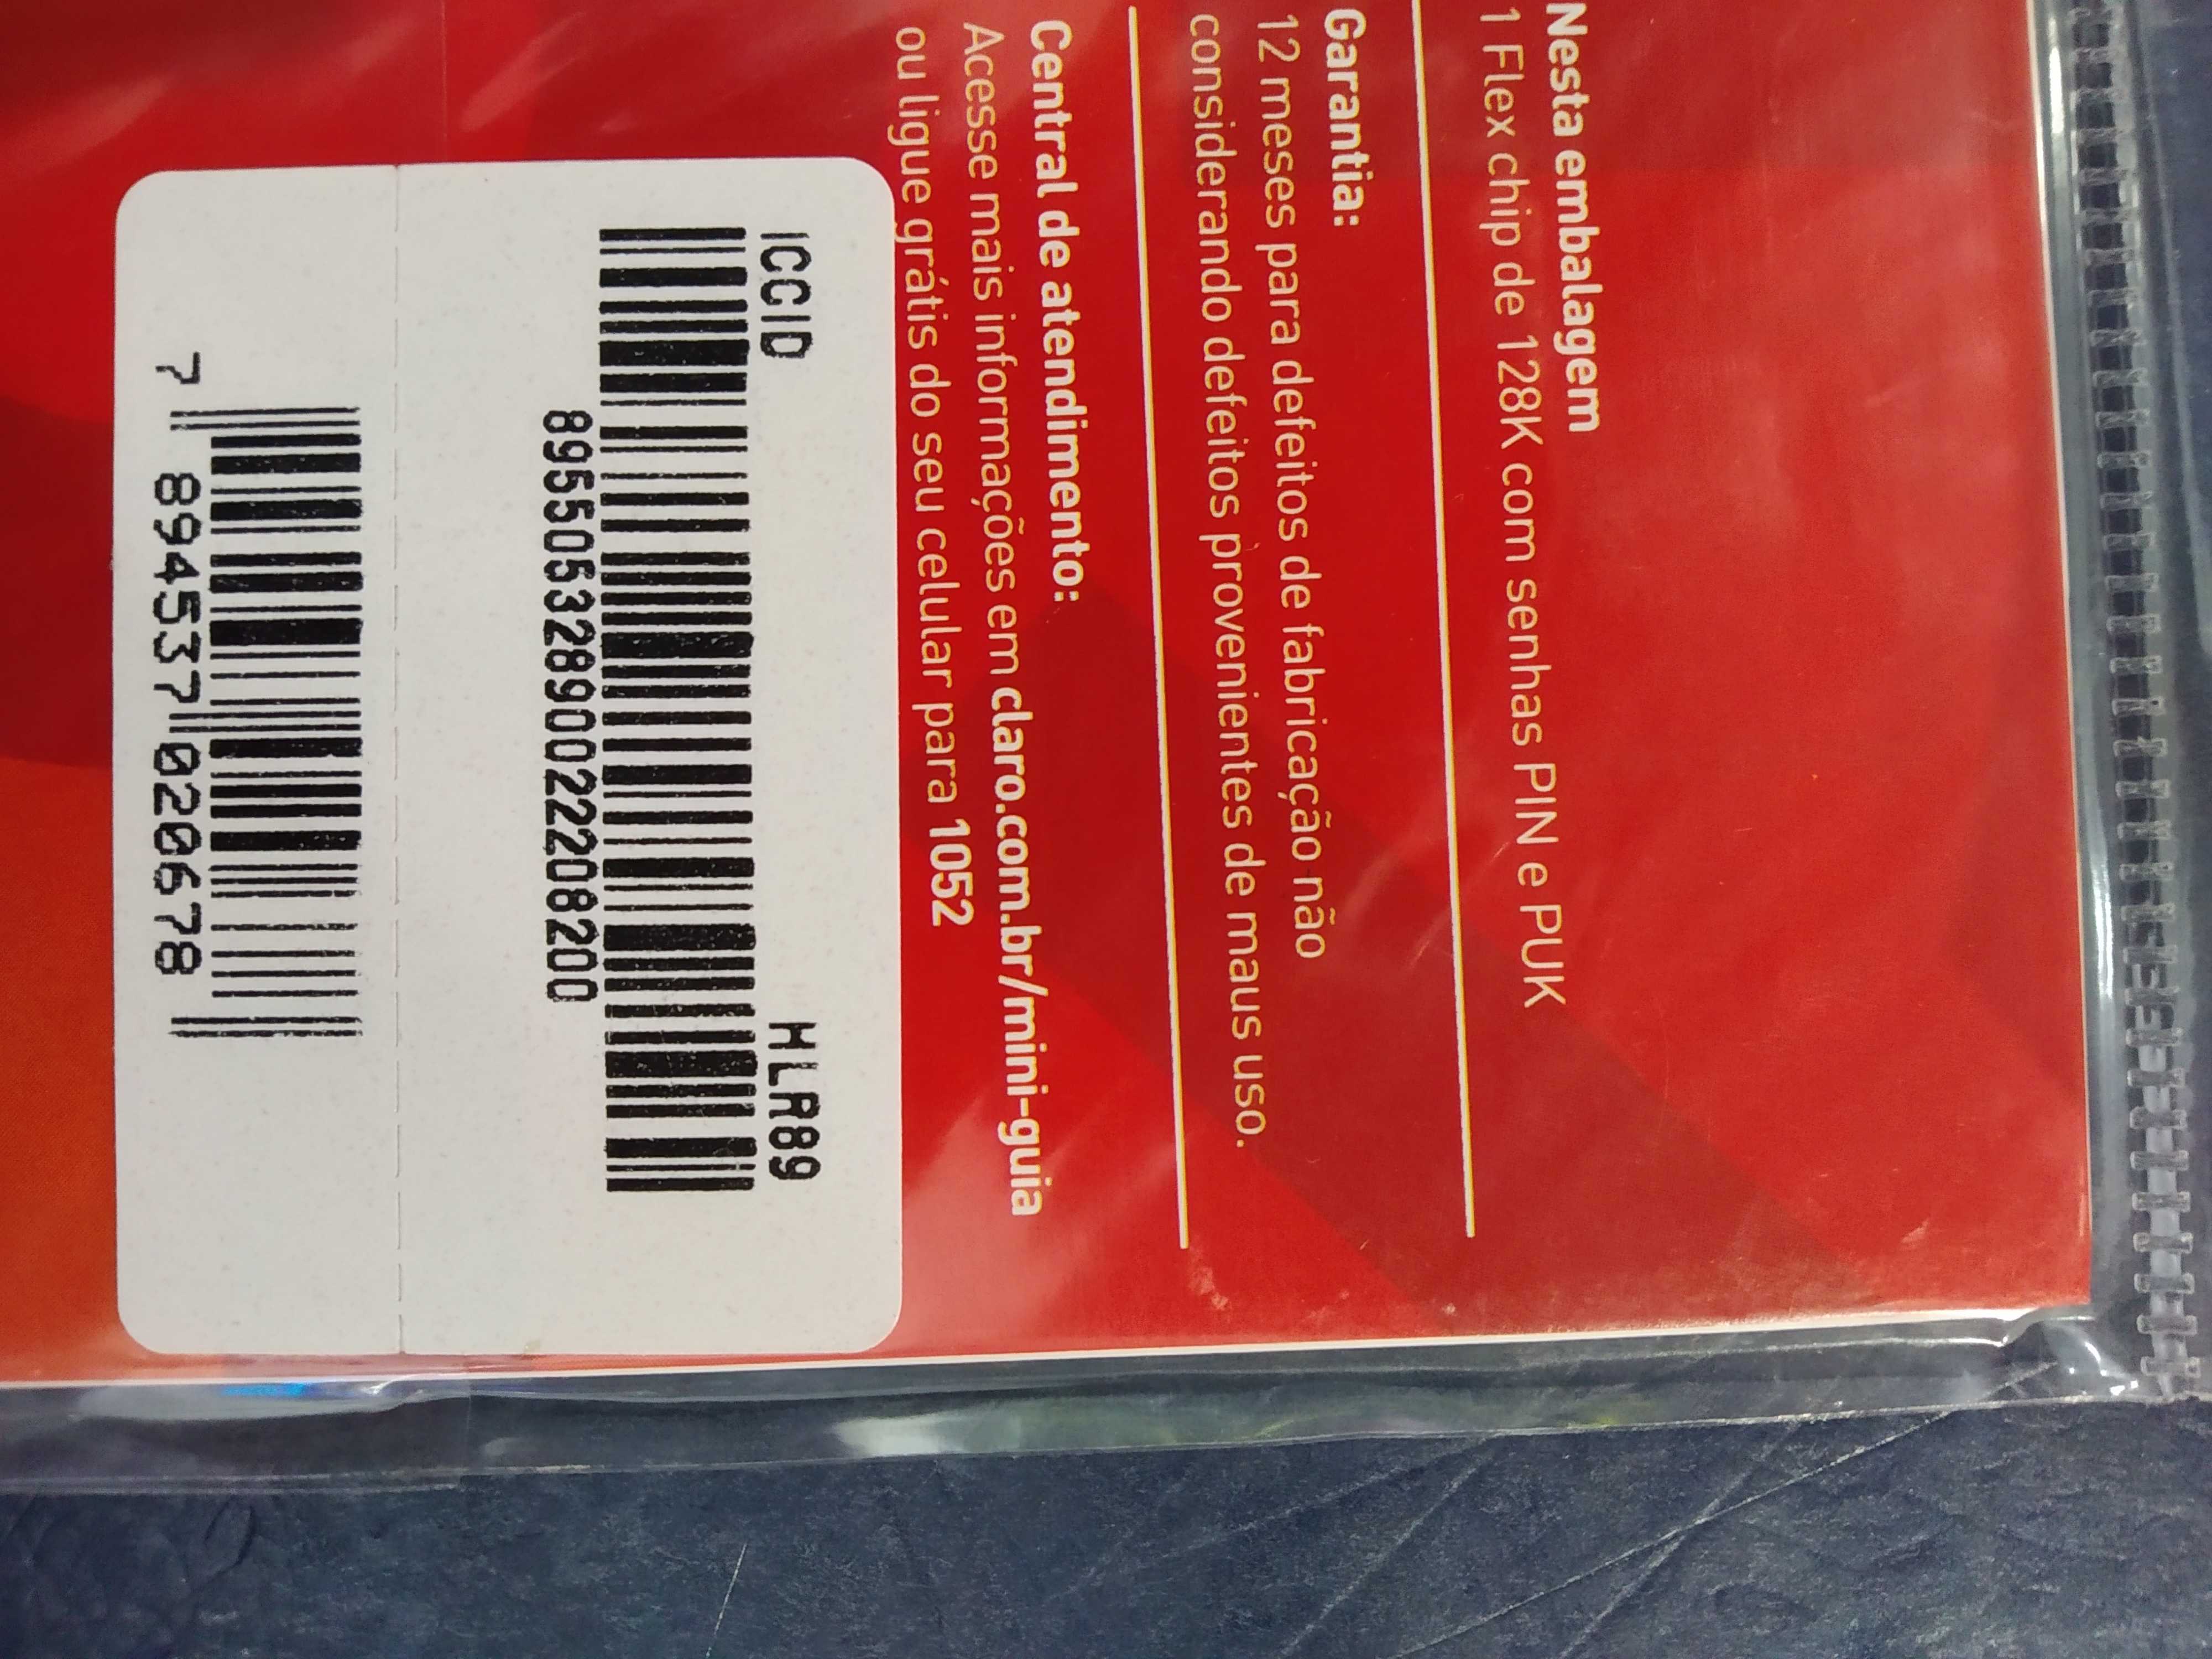 Nesta embalagem
1 Flex chip de 128K com senhas PIN e PUK
Garantia:
12 meses para defeitos de fabricação não
considerando defeitos provenientes de maus uso.
Central de atendimento:
Acesse mais informações em claro.com.br/mini-guia
ou ligue grátis do seu celular para 1052
ICCID HLR89
89550532890022208200
7 894537 020678